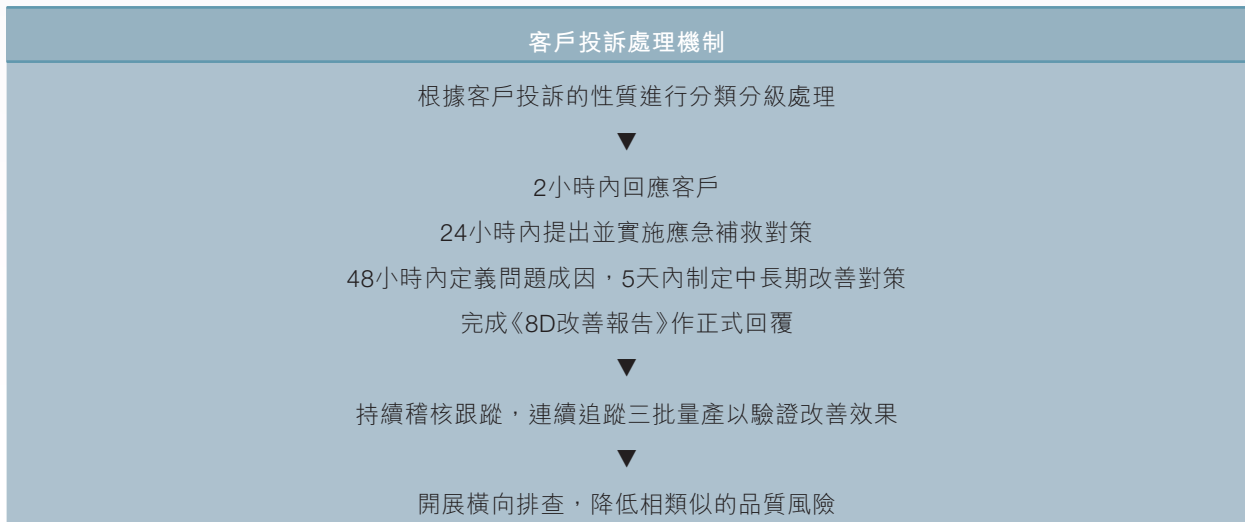 客戶投訴處理機制
根據客戶投訴的性質進行分類分級處理
▼
2小時內回應客戶
24小時內提出並實施應急補救對策
48小時內定義問題成因，5天內制定中長期改善對策
完成《8D改善報告》作正式回覆
▼
持續稽核跟蹤，連續追蹤三批量產以驗證改善效果
▼
開展橫向排查，降低相類似的品質風險